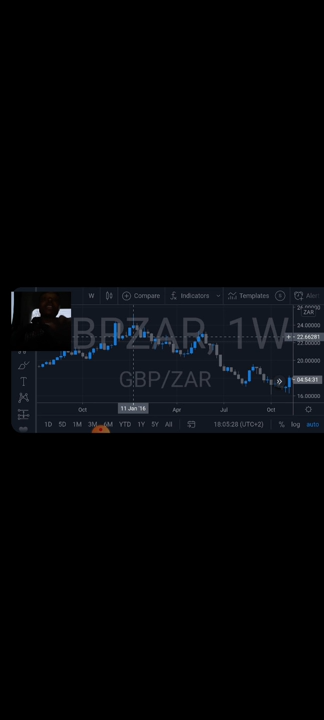 W Compare Indicators Templates Alert
ZAR
BPZAR, 1W
24.00000
22.66281
22.00000
GBP/ZAR
20.00000
04:54:31
16.00000
Oct 11 Jan '16 Apr Jul Oct
1D 5D 1M 3M 6M YTD 1Y 5Y All 18:05:28 (UTC+2) % log auto